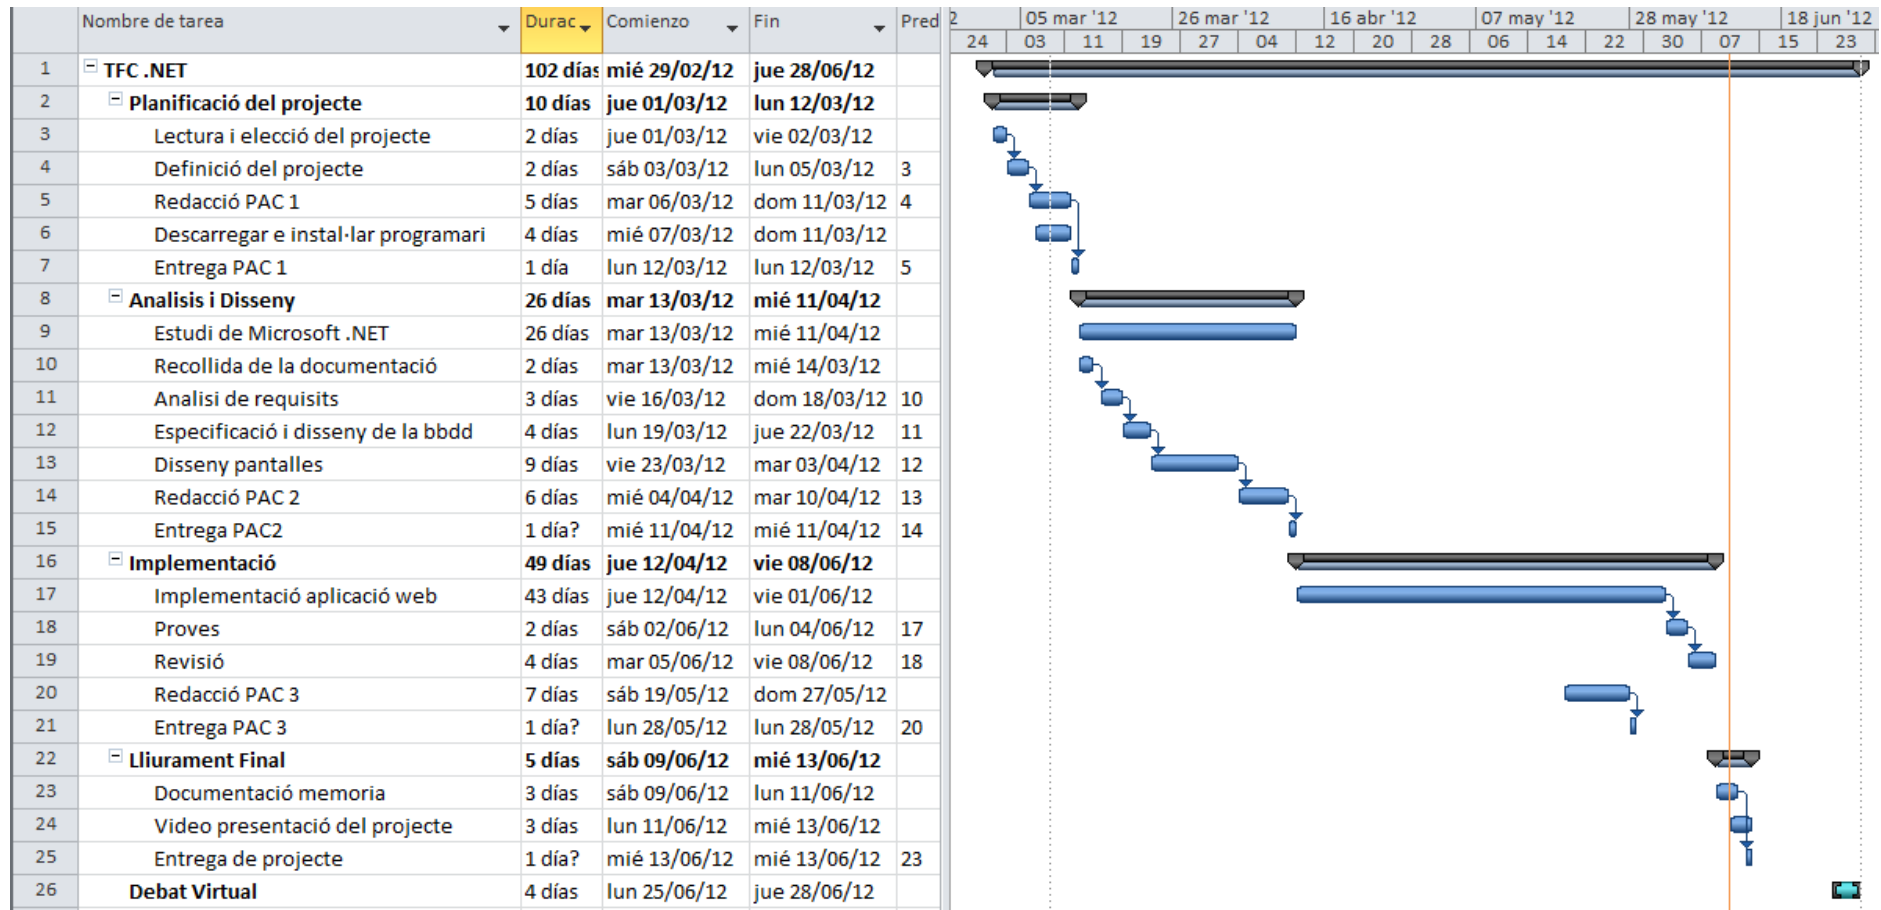 Nombre de tarea Durac Comienzo Fin Pred 2 05 mar '12 26 mar '12 16 abr '12 07 may '12 28 may '12 18 jun '12
24 03 11 19 27 04 12 20 28 06 14 22 30 07 15 23
1 TFC .NET 102 días mié 29/02/12 jue 28/06/12
2 Planificació del projecte 10 días jue 01/03/12 lun 12/03/12
3 Lectura i elecció del projecte 2 días jue 01/03/12 vie 02/03/12
4 Definició del projecte 2 días sáb 03/03/12 lun 05/03/12 3
5 Redacció PAC 1 5 días mar 06/03/12 dom 11/03/12 4
6 Descarregar e instal·lar programari 4 días mié 07/03/12 dom 11/03/12
7 Entrega PAC 1 1 día lun 12/03/12 lun 12/03/12 5
8 Analisis i Disseny 26 días mar 13/03/12 mié 11/04/12
9 Estudi de Microsoft .NET 26 días mar 13/03/12 mié 11/04/12
10 Recollida de la documentació 2 días mar 13/03/12 mié 14/03/12
11 Analisi de requisits 3 días vie 16/03/12 dom 18/03/12 10
12 Especificació i disseny de la bbdd 4 días lun 19/03/12 jue 22/03/12 11
13 Disseny pantalles 9 días vie 23/03/12 mar 03/04/12 12
14 Redacció PAC 2 6 días mié 04/04/12 mar 10/04/12 13
15 Entrega PAC2 1 día? mié 11/04/12 mié 11/04/12 14
16 Implementació 49 días jue 12/04/12 vie 08/06/12
17 Implementació aplicació web 43 días jue 12/04/12 vie 01/06/12
18 Proves 2 días sáb 02/06/12 lun 04/06/12 17
19 Revisió 4 días mar 05/06/12 vie 08/06/12 18
20 Redacció PAC 3 7 días sáb 19/05/12 dom 27/05/12
21 Entrega PAC 3 1 día? lun 28/05/12 lun 28/05/12 20
22 Lliurament Final 5 días sáb 09/06/12 mié 13/06/12
23 Documentació memoria 3 días sáb 09/06/12 lun 11/06/12
24 Video presentació del projecte 3 días lun 11/06/12 mié 13/06/12
25 Entrega de projecte 1 día? mié 13/06/12 mié 13/06/12 23
26 Debat Virtual 4 días lun 25/06/12 jue 28/06/12